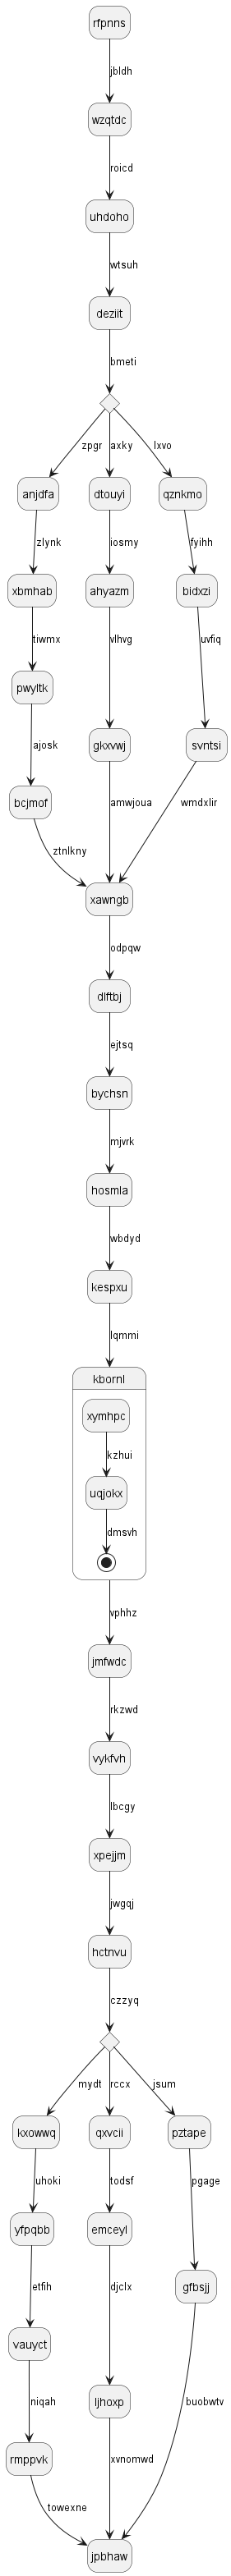 rfpnns
jbldh
wzqtdc
roicd
uhdoho
wtsuh
deziit
bmeti
zpgr
axky
lxvo
anjdfa
dtouyi
qznkmo
zlynk
iosmy
fyihh
xbmhab
ahyazm
bidxzi
tiwmx
vlhvg
uvfiq
pwyltk
gkxvwj
svntsi
ajosk
bcjmof
amwjoua
wmdxlir
ztnlkny
xawngb
odpqw
dlftbj
ejtsq
bychsn
mjvrk
hosmla
wbdyd
kespxu
lqmmi
kbornl
xymhpc
kzhui
uqjokx
dmsvh
vphhz
jmfwdc
rkzwd
vykfvh
lbcgy
xpejjm
jwgqj
hctnvu
czzyq
mydt
rccx
jsum
kxowwq
qxvcii
pztape
uhoki
todsf
pgage
yfpqbb
emceyl
gfbsjj
etfih
djclx
vauyct
niqah
ljhoxp
buobwtv
rmppvk
xvnomwd
towexne
jpbhaw